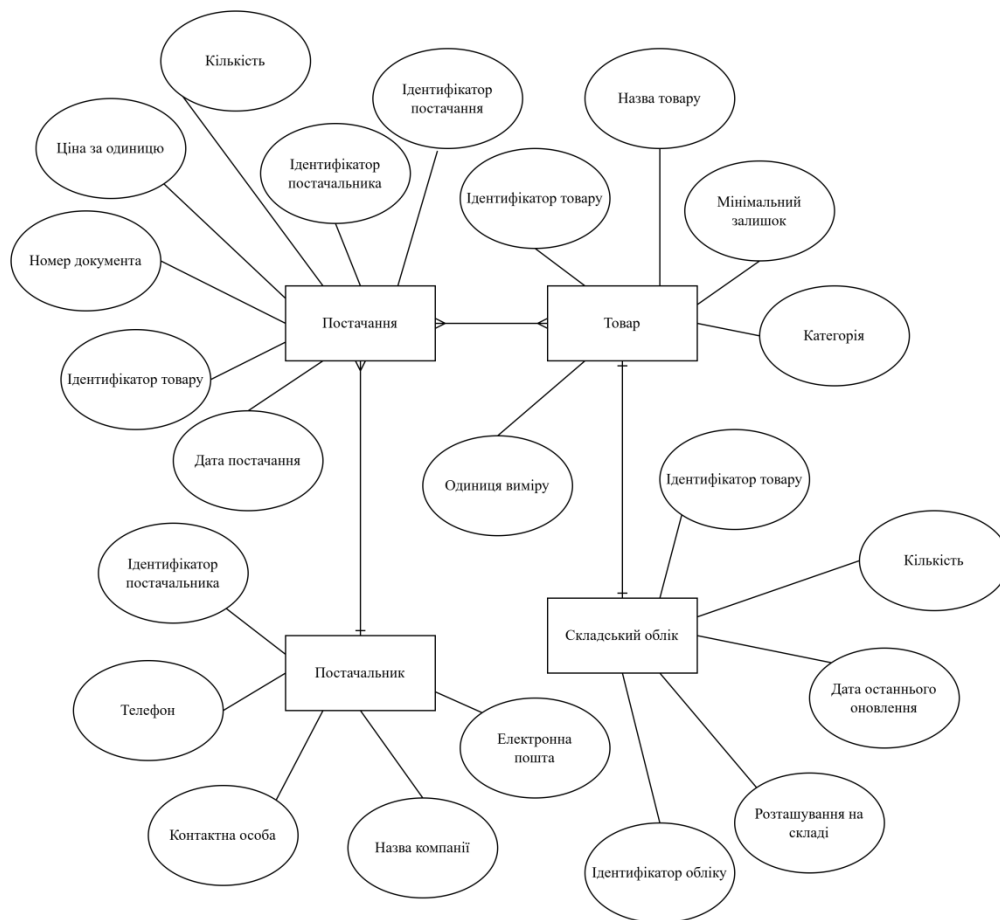 Кількість
Ідентифікатор
постачання
Назва товару
Ціна за одиницю
Ідентифікатор
постачальника
Ідентифікатор товару
Мінімальний
залишок
Номер документа
Постачання
Товар
Категорія
Ідентифікатор товару
Дата постачання
Одиниця виміру
Ідентифікатор товару
Ідентифікатор
постачальника
Кількість
Складський облік
Постачальник
Телефон
Електронна
пошта
Дата останнього
оновлення
Контактна особа
Назва компанії
Розташування на
складі
Ідентифікатор обліку